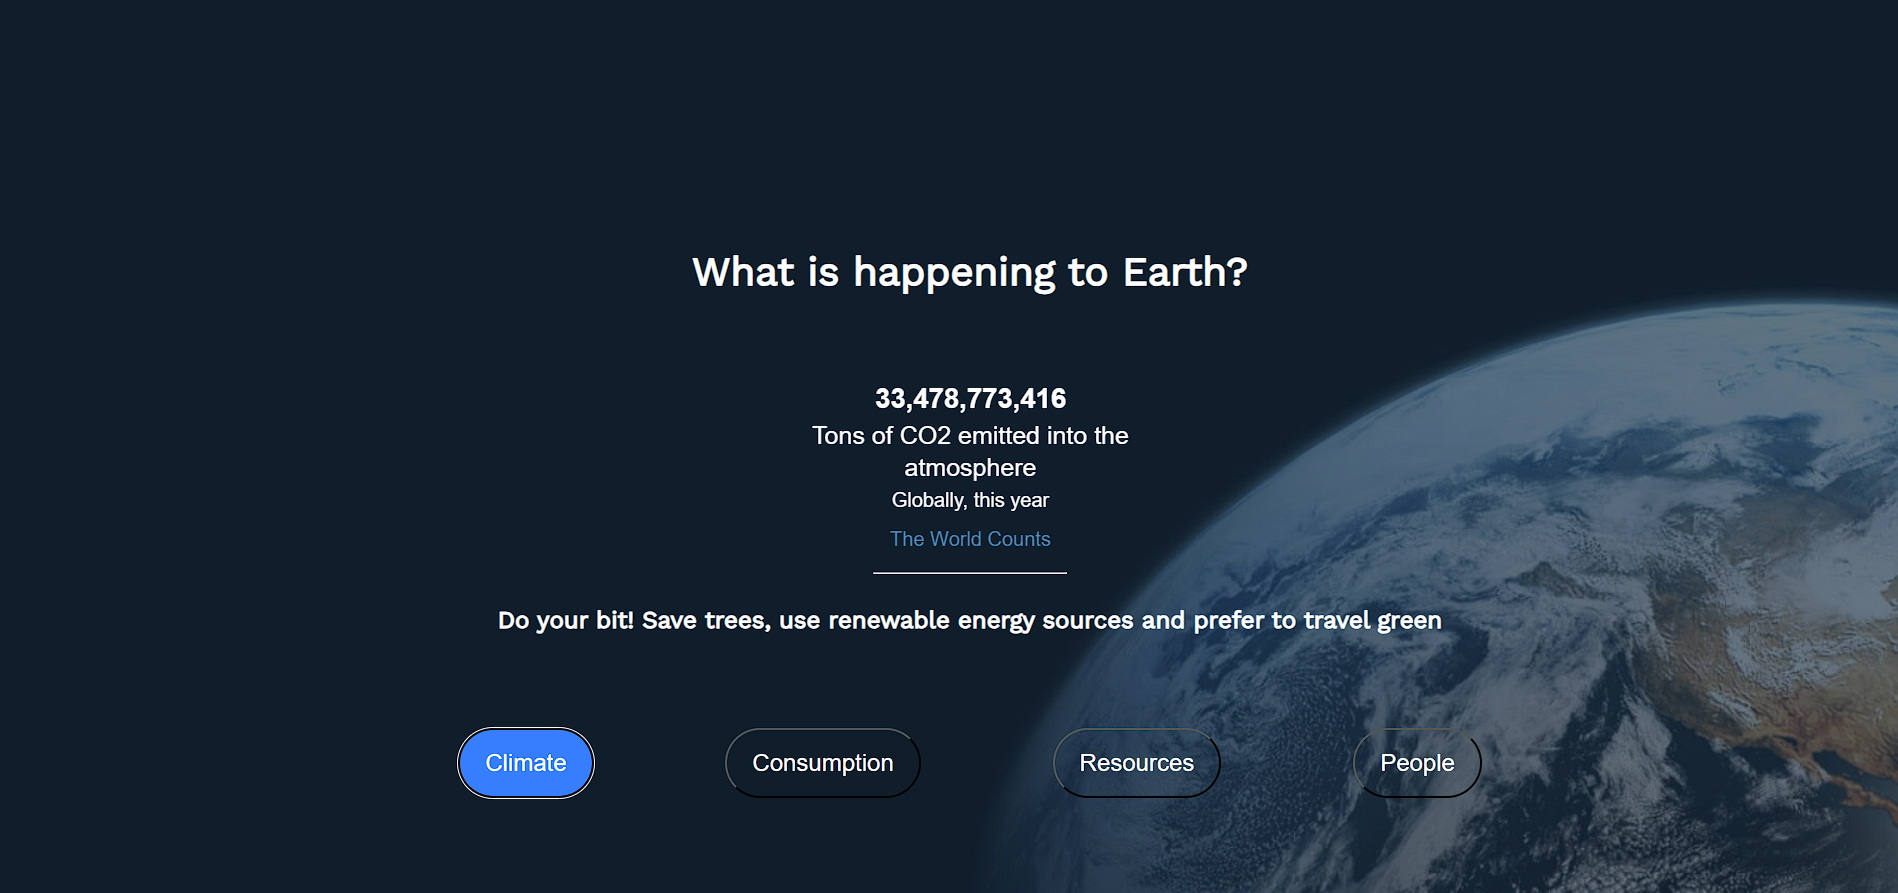 What is happening to Earth?
33,478,773,416
Tons of CO2 emitted into the
atmosphere
Globally, this year
The World Counts
Do your bit! Save trees, use renewable energy sources and prefer to travel green
Climate
Consumption
Resources
People